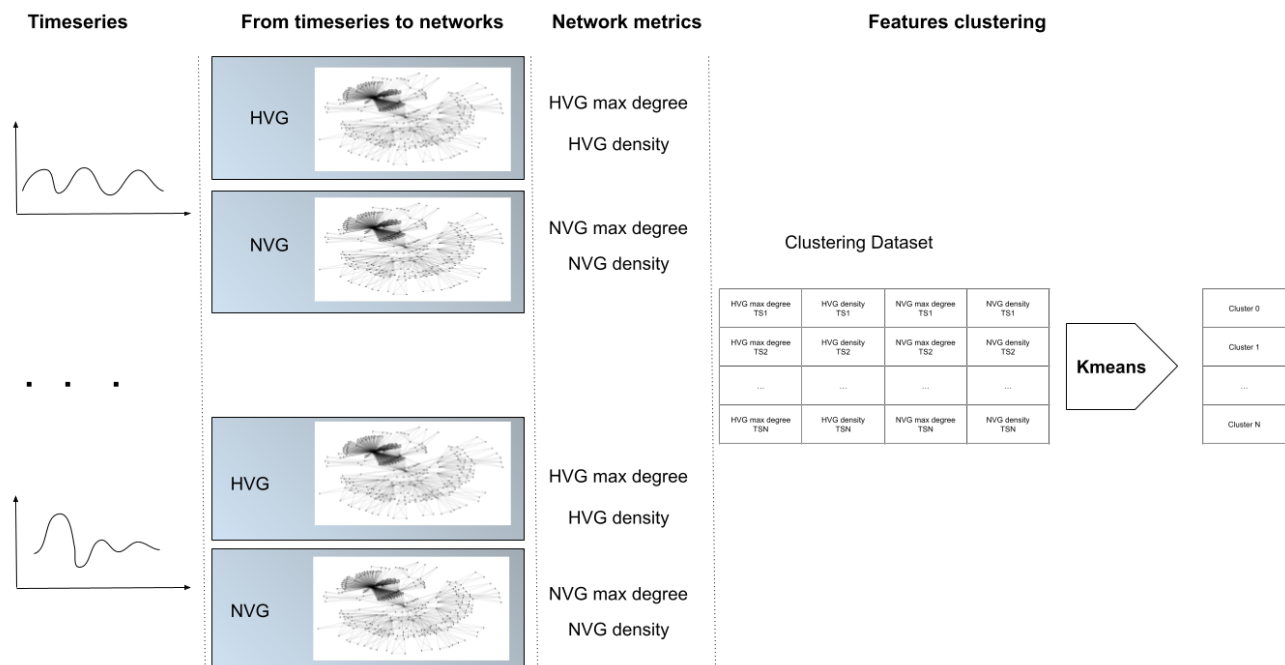 Timeseries
From timeseries to networks
Network metrics
Features clustering
HVG
HVG max degree
HVG density
NVG
NVG max degree
NVG density
. . .
HVG
HVG max degree
HVG density
NVG
NVG max degree
NVG density
Clustering Dataset
HVG max degree
TS1
HVG density
TS1
NVG max degree
TS1
NVG density
TS1
HVG max degree
TS2
HVG density
TS2
NVG max degree
TS2
NVG density
TS2
...
...
...
...
HVG max degree
TSN
HVG density
TSN
NVG max degree
TSN
NVG density
TSN
Kmeans
Cluster 0
Cluster 1
...
Cluster N